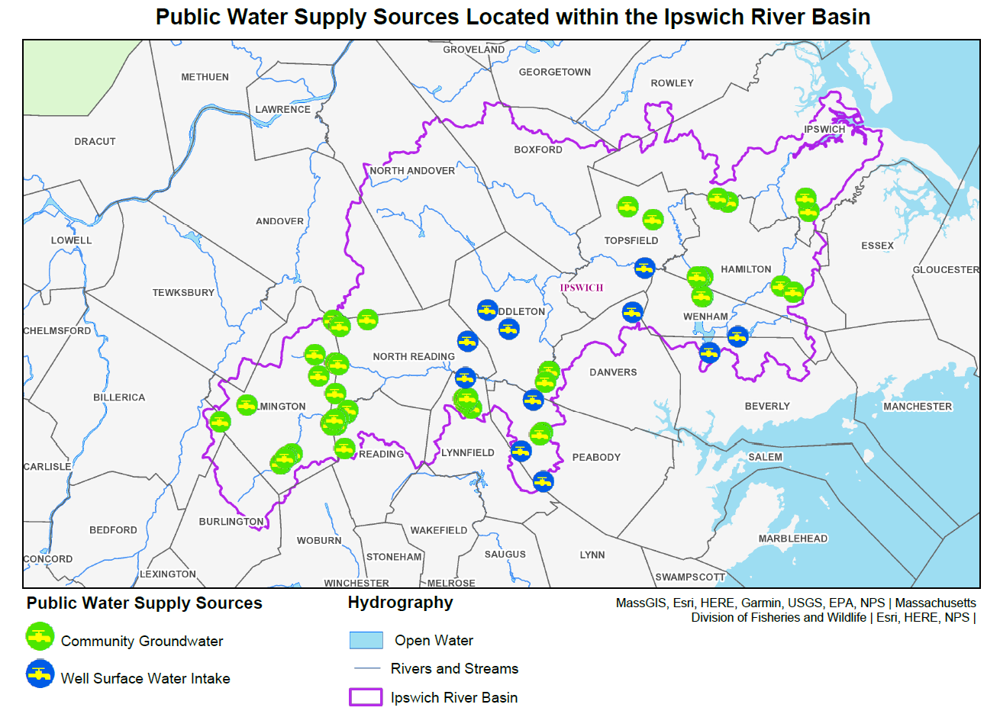 Public Water Supply Sources Located within the Ipswich River Basin
GROVELAND
GEORGETOWN
METHUEN
ROWLEY
LAWRENCE
IPSWICH
DRACUT
BOXFORD
NORTH ANDOVER
ANDOVER
LOWELL
TOPSFIELD
ESSEX
HAMILTON
GLOUCESTER
TEWKSBURY
IPSWICH
DDLETON
WENHAM
CHELMSFORD
NORTH READING
DANVERS
BILLERICA
LMINGTON
BEVERLY
MANCHESTER
READING
LYNNFIELD
PEABODY
SALEM
CARLISLE
BURLINGTON
BEDFORD
WAKEFIELD
WOBURN
MARBLEHEAD
STONEHAM
SAUGUS
LYNN
CONCORD
LEXINGTON
WINCHESTER
MELROSE
SWAMPSCOTT
Public Water Supply Sources
Community Groundwater
Well Surface Water Intake
Hydrography
Open Water
Rivers and Streams
Ipswich River Basin
MassGIS, Esri, HERE, Garmin, USGS, EPA, NPS | Massachusetts
Division of Fisheries and Wildlife | Esri, HERE, NPS |